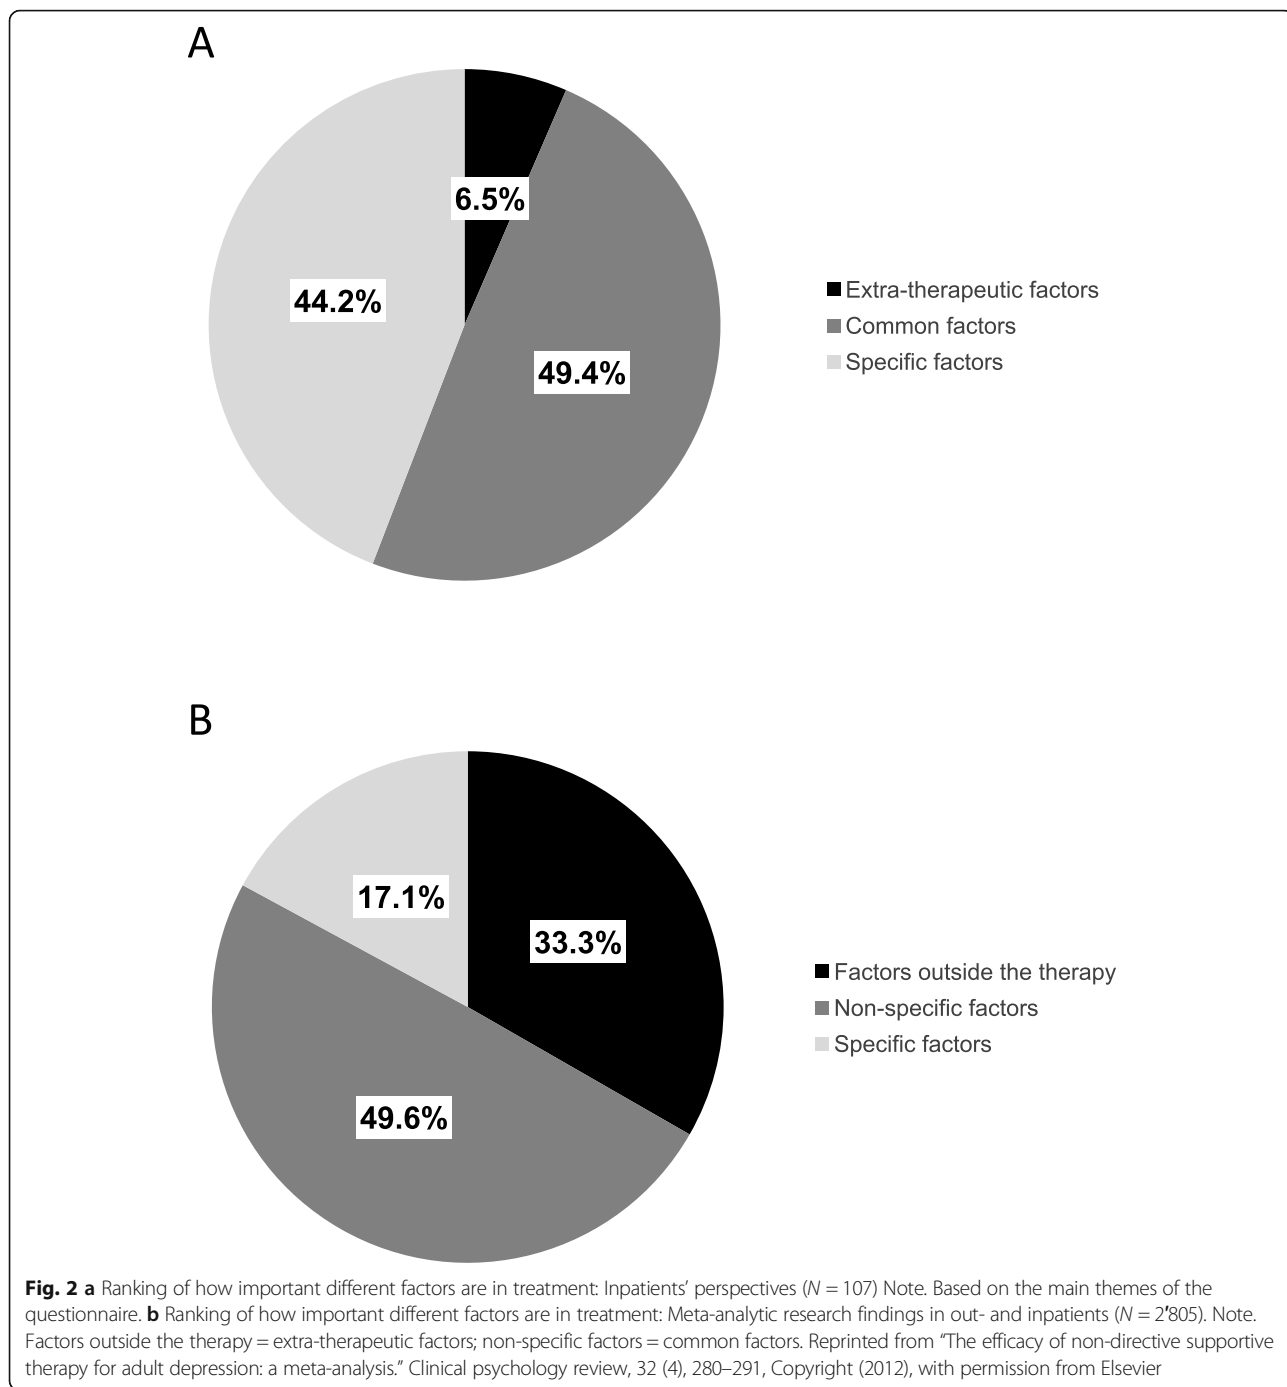 A
6.5%
44.2%
49.4%
Extra-therapeutic factors
Common factors
Specific factors
B
17.1%
33.3%
49.6%
Factors outside the therapy
Non-specific factors
Specific factors
Fig. 2 a Ranking of how important different factors are in treatment: Inpatients’ perspectives (N = 107) Note. Based on the main themes of the
questionnaire. b Ranking of how important different factors are in treatment: Meta-analytic research findings in out- and inpatients (N = 2′805). Note.
Factors outside the therapy = extra-therapeutic factors; non-specific factors = common factors. Reprinted from “The efficacy of non-directive supportive
therapy for adult depression: a meta-analysis.” Clinical psychology review, 32 (4), 280–291, Copyright (2012), with permission from Elsevier